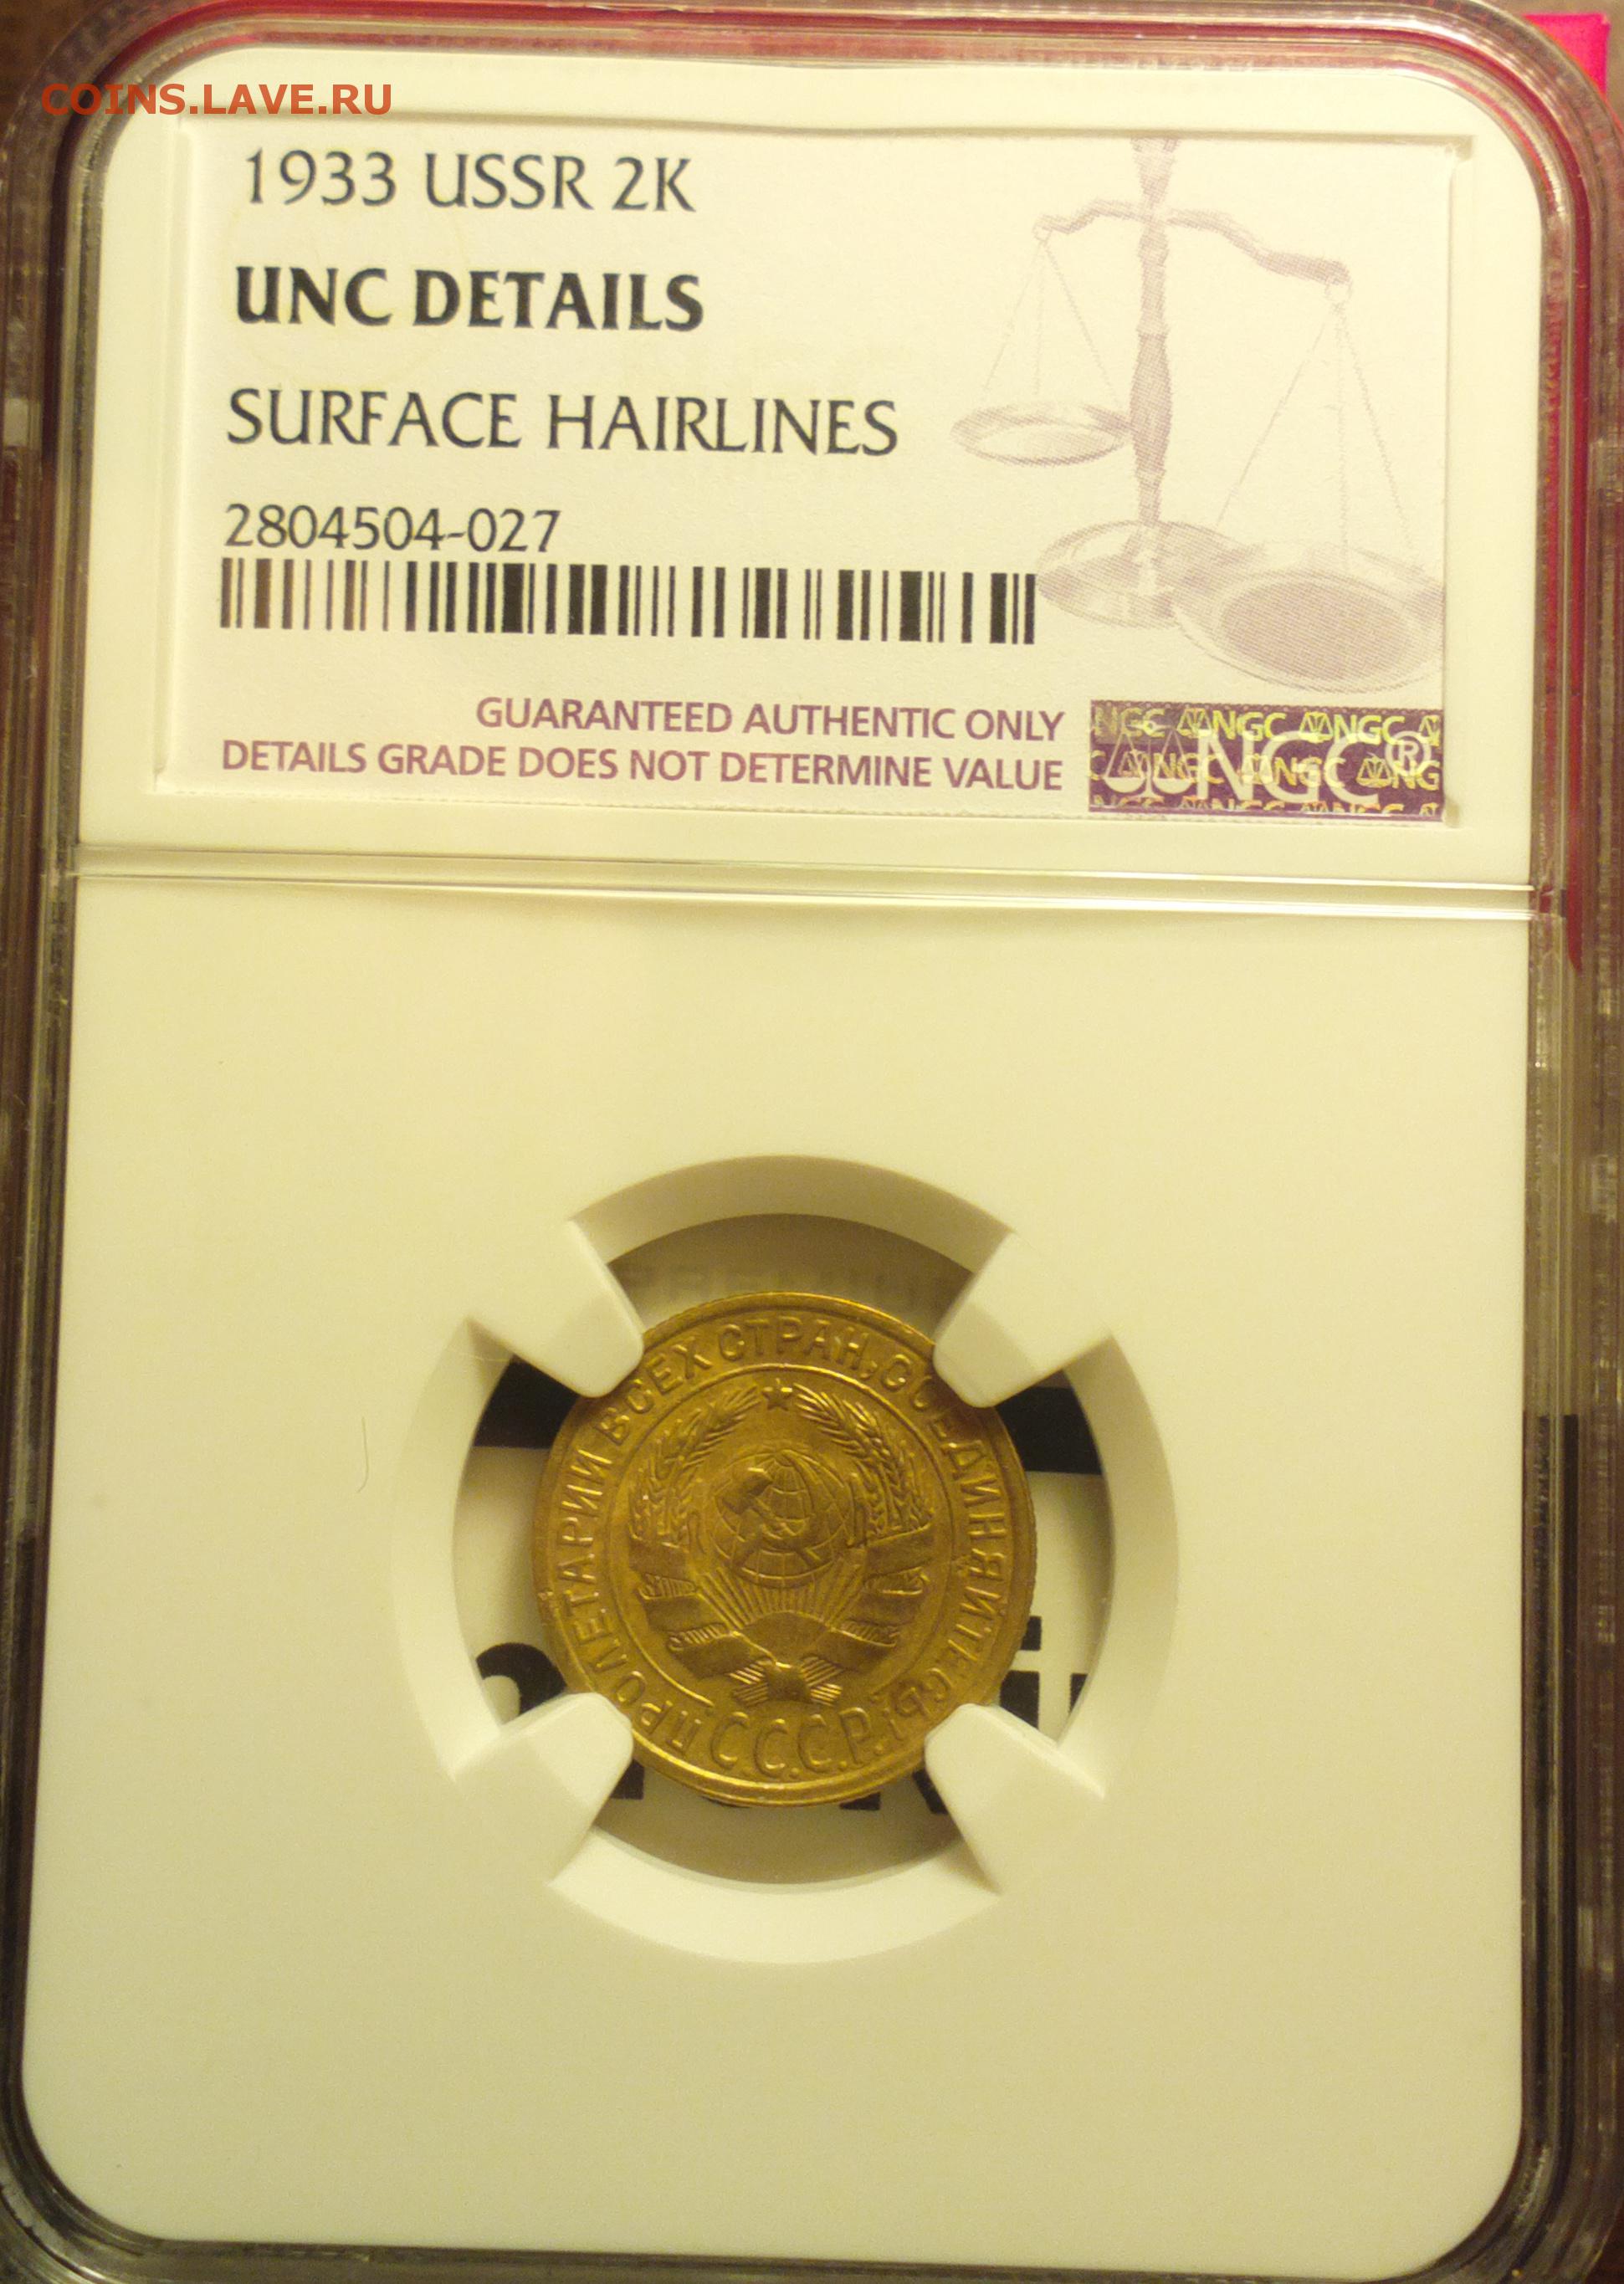 COINS.LAVE.RU
1933 USSR 2K
UNC DETAILS
SURFACE HAIRLINES
2804504-027
GUARANTEED AUTHENTIC ONLY
DETAILS GRADE DOES NOT DETERMINE VALUE
NGC®
ПРОЛЕТАРИИ ВСЕХ СТРАН, СОЕДИНЯЙТЕСЬ!
С.С.С.Р.